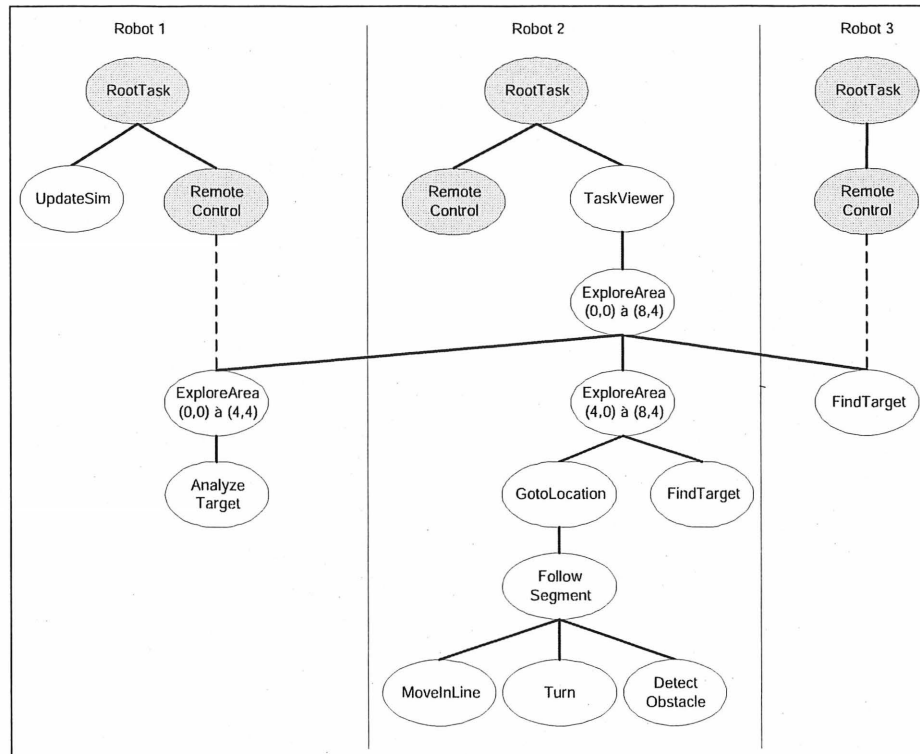 Robot 1
Robot 2
Robot 3
RootTask
RootTask
RootTask
UpdateSim
Remote
Control
Remote
Control
TaskViewer
Remote
Control
ExploreArea
(0,0) à (8,4)
ExploreArea
(0,0) à (4,4)
ExploreArea
(4,0) à (8,4)
FindTarget
Analyze
Target
GotoLocation
FindTarget
Follow
Segment
MoveInLine
Turn
Detect
Obstacle